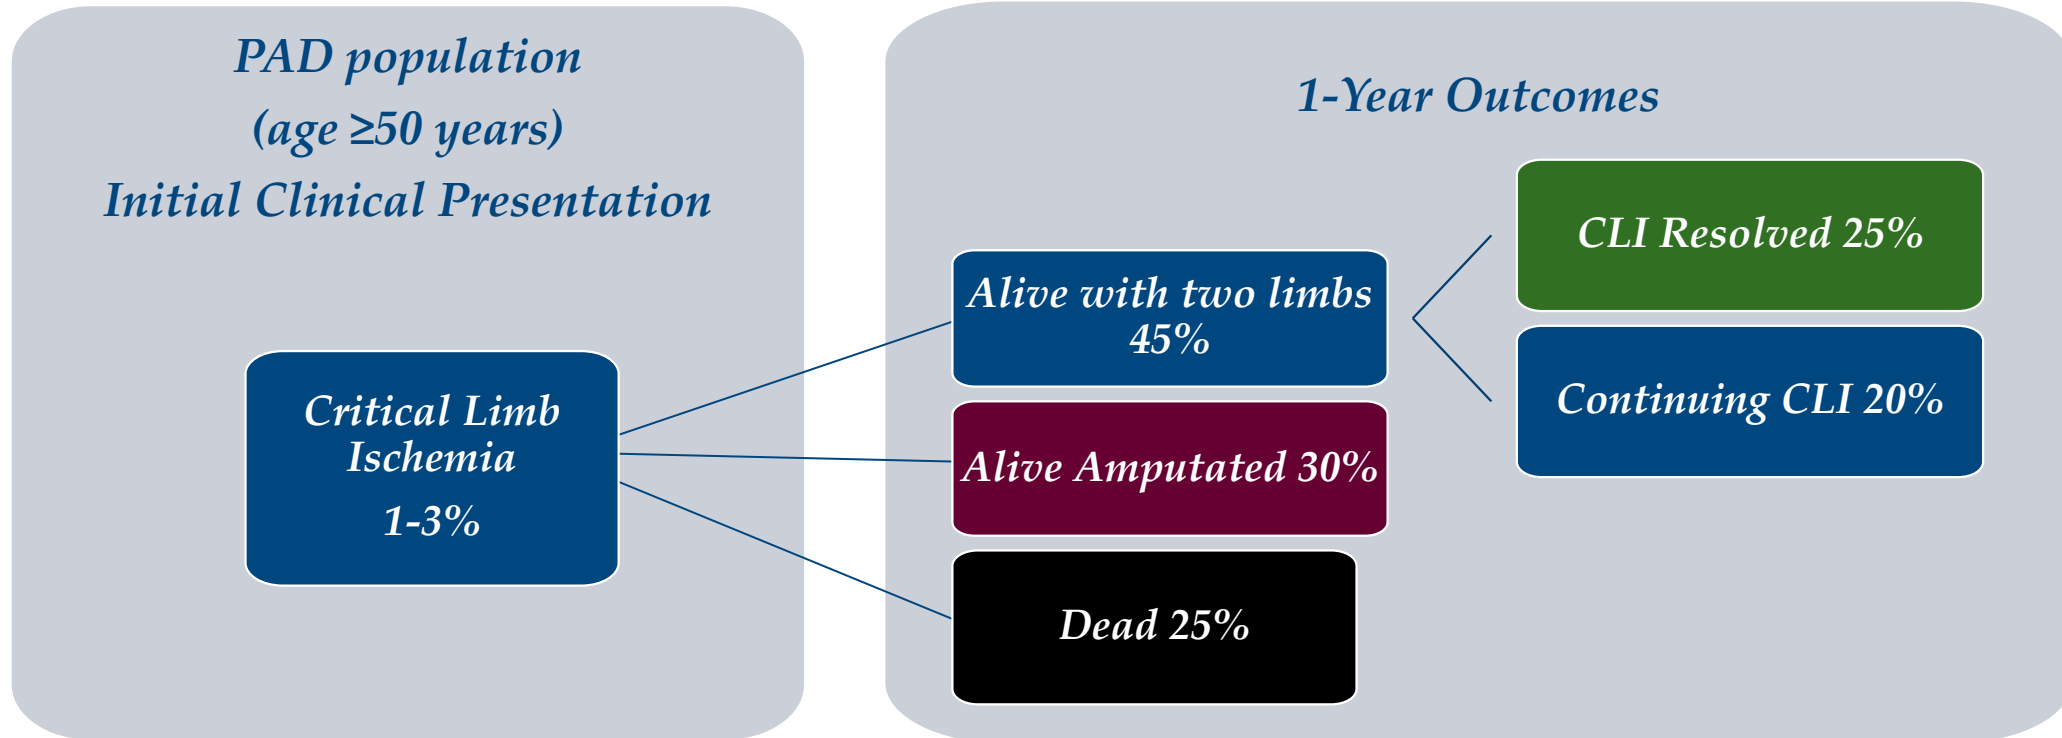 PAD population
(age ≥50 years)
Initial Clinical Presentation
Critical Limb
Ischemia
1-3%
1-Year Outcomes
Alive with two limbs
45%
Alive Amputated 30%
Dead 25%
CLI Resolved 25%
Continuing CLI 20%